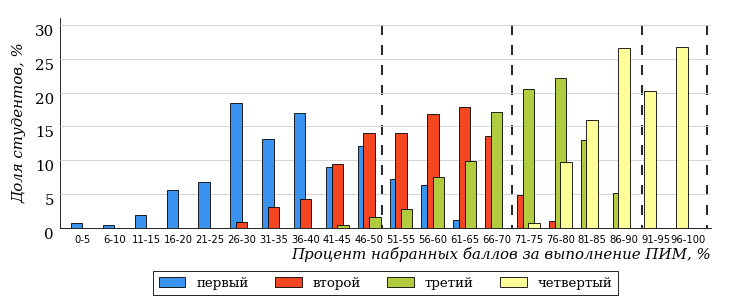 Доля студентов, %
30
25
20
15
10
5
0
0-5 6-10 11-15 16-20 21-25 26-30 31-35 36-40 41-45 46-50 51-55 56-60 61-65 66-70 71-75 76-80 81-85 86-90 91-95 96-100
Процент набранных баллов за выполнение ПИМ, %
первый второй третий четвертый